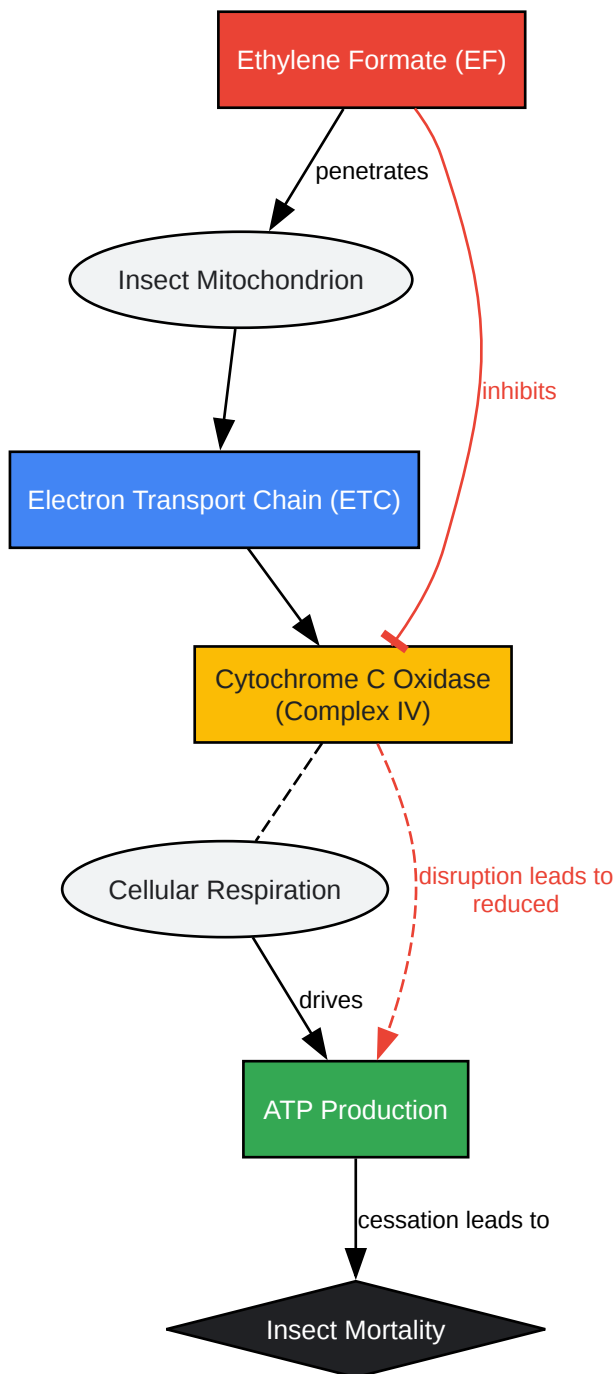 Ethylene Formate (EF)
penetrates
Insect Mitochondrion
inhibits
Electron Transport Chain (ETC)
Cytochrome C Oxidase
(Complex IV)
disruption leads to
reduced
Cellular Respiration
drives
ATP Production
cessation leads to
Insect Mortality